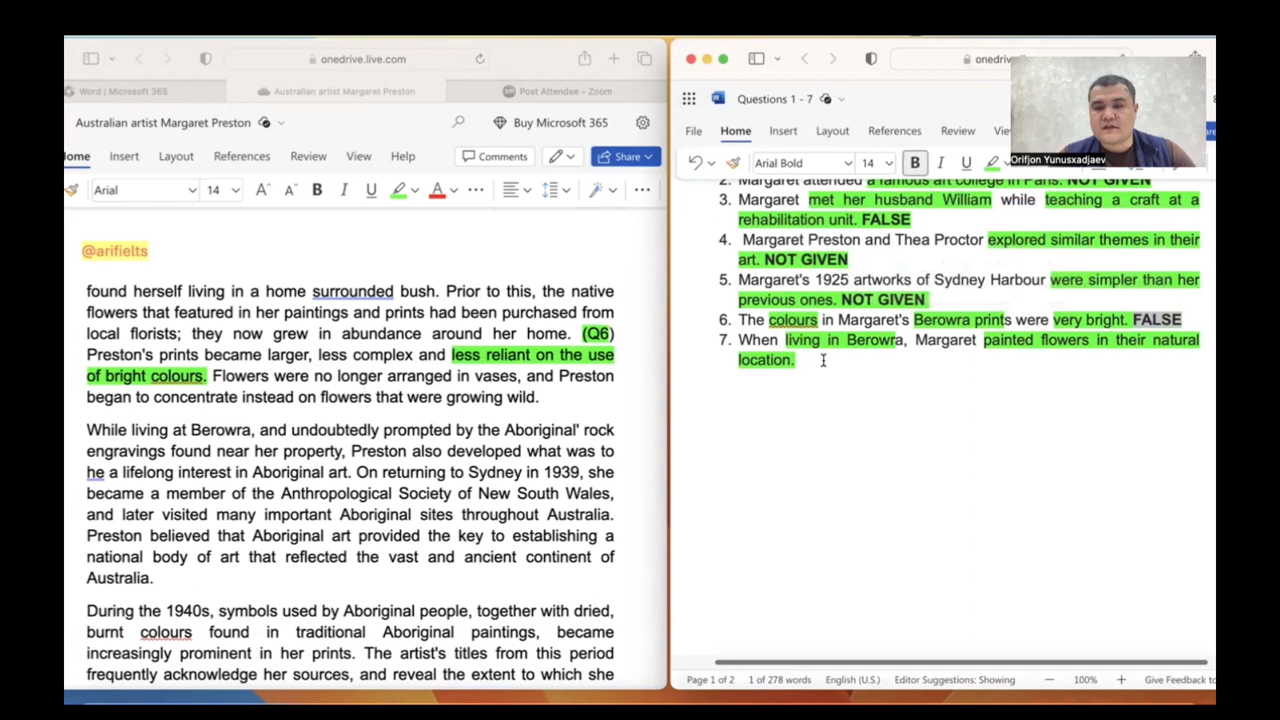 onedrive.live.com
Word | Microsoft 365
Australian artist Margaret Preston
Post Attendee – Zoom
Australian artist Margaret Preston
Buy Microsoft 365
Home Insert Layout References Review View Help
Comments
Share
Arial
14
@arifielts
found herself living in a home surrounded bush. Prior to this, the native
flowers that featured in her paintings and prints had been purchased from
local florists; they now grew in abundance around her home. (Q6)
Preston's prints became larger, less complex and less reliant on the use
of bright colours. Flowers were no longer arranged in vases, and Preston
began to concentrate instead on flowers that were growing wild.
While living at Berowra, and undoubtedly prompted by the Aboriginal' rock
engravings found near her property, Preston also developed what was to
he a lifelong interest in Aboriginal art. On returning to Sydney in 1939, she
became a member of the Anthropological Society of New South Wales,
and later visited many important Aboriginal sites throughout Australia.
Preston believed that Aboriginal art provided the key to establishing a
national body of art that reflected the vast and ancient continent of
Australia.
During the 1940s, symbols used by Aboriginal people, together with dried,
burnt colours found in traditional Aboriginal paintings, became
increasingly prominent in her prints. The artist's titles from this period
frequently acknowledge her sources, and reveal the extent to which she
Questions 1 - 7
File Home Insert Layout References Review
Arial Bold
14
Orifjon Yunusxadjaev
2. Margaret attended a famous art college in Paris. NOT GIVEN
3. Margaret met her husband William while teaching a craft at a
rehabilitation unit. FALSE
4. Margaret Preston and Thea Proctor explored similar themes in their
art. NOT GIVEN
5. Margaret's 1925 artworks of Sydney Harbour were simpler than her
previous ones. NOT GIVEN
6. The colours in Margaret's Berowra prints were very bright. FALSE
7. When living in Berowra, Margaret painted flowers in their natural
location.
Page 1 of 2 1 of 278 words English (U.S.) Editor Suggestions: Showing 100% Give Feedback to